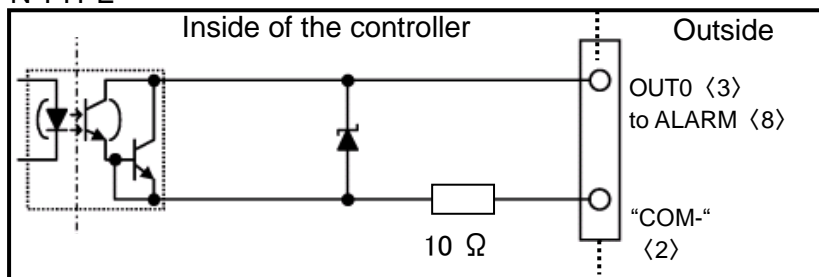 Inside of the controller
Outside
OUT0〈3〉
to ALARM〈8〉
“COM-“
〈2〉
10 Ω